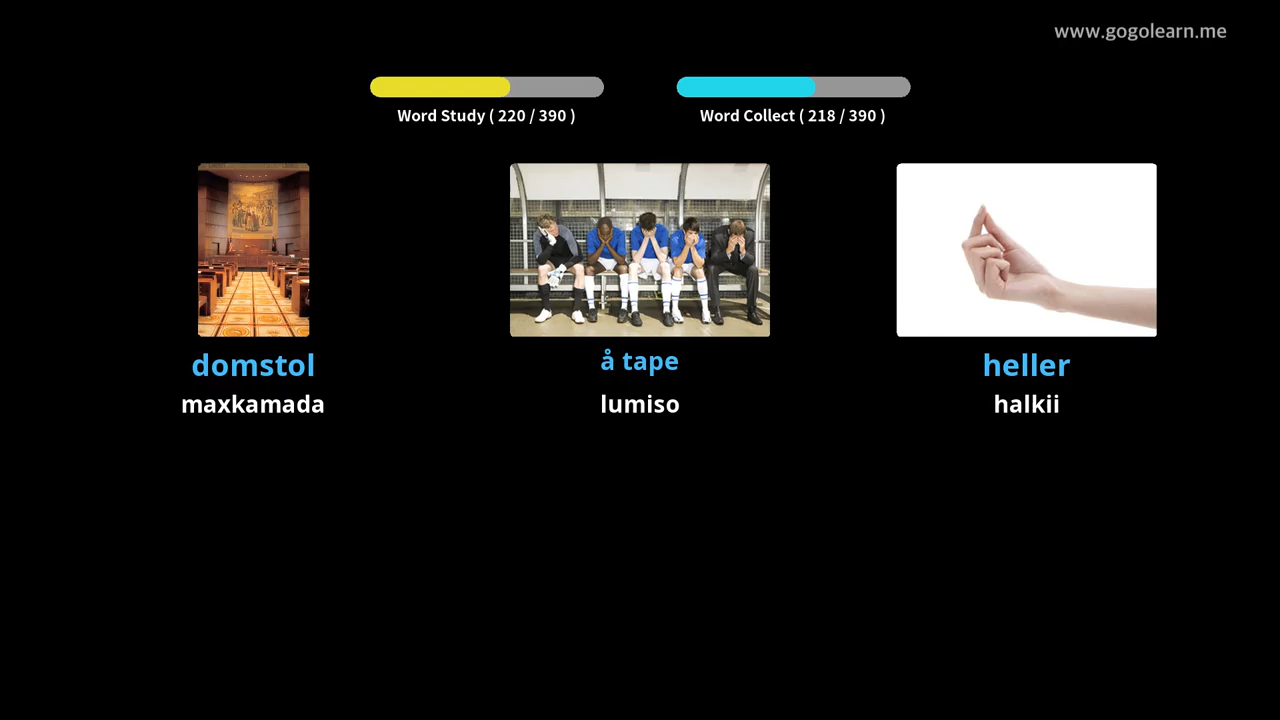 www.gogolearn.me
Word Study ( 220 / 390 )
Word Collect ( 218 / 390 )
domstol
å tape
heller
maxkamada
lumiso
halkii